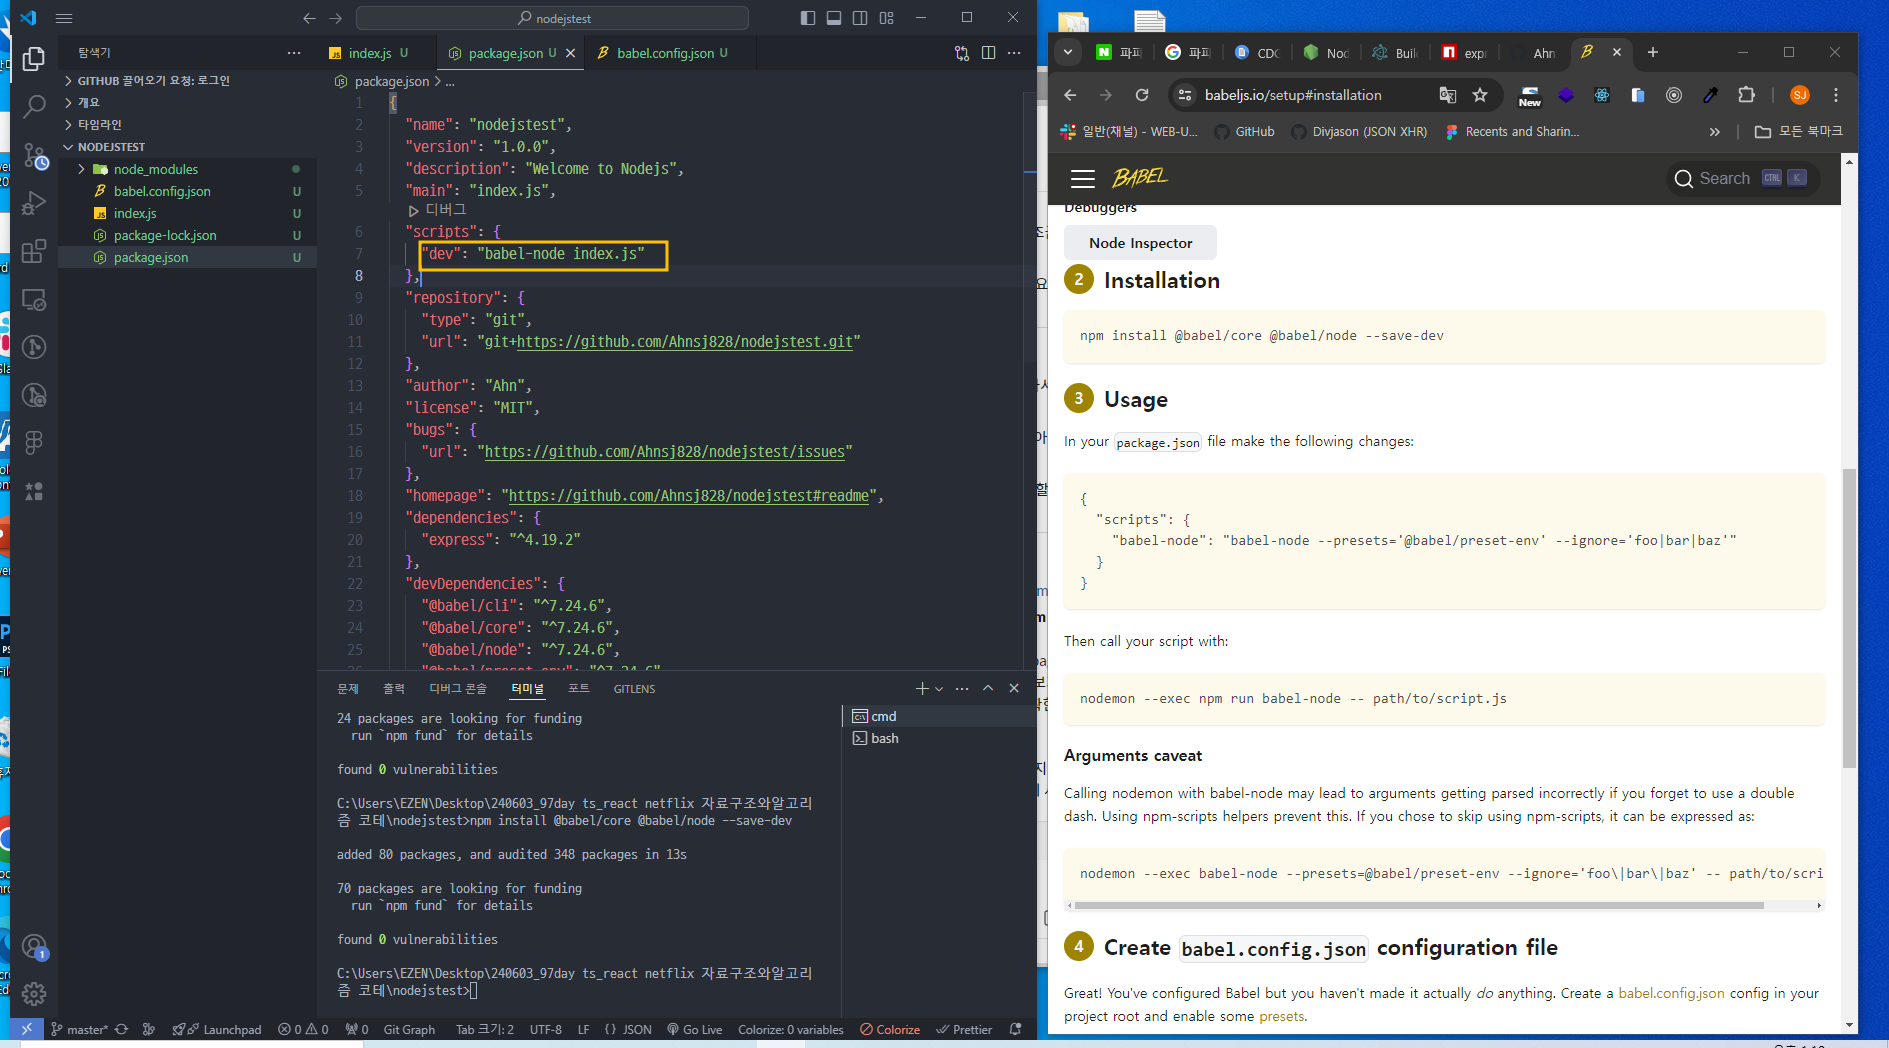 nodejstest
탐색기
GITHUB 끌어오기 요청: 로그인
개요
타임라인
NODEJSTEST
node_modules
babel.config.json U
index.js U
package-lock.json U
package.json U
index.js U
package.json U
babel.config.json U
package.json > ...
1 {
2 "name": "nodejstest",
3 "version": "1.0.0",
4 "description": "Welcome to Nodejs",
5 "main": "index.js",
디버그
6 "scripts": {
7 "dev": "babel-node index.js"
8 },
9 "repository": {
10 "type": "git",
11 "url": "git+https://github.com/Ahnsj828/nodejstest.git"
12 },
13 "author": "Ahn",
14 "license": "MIT",
15 "bugs": {
16 "url": "https://github.com/Ahnsj828/nodejstest/issues"
17 },
18 "homepage": "https://github.com/Ahnsj828/nodejstest#readme",
19 "dependencies": {
20 "express": "^4.19.2"
21 },
22 "devDependencies": {
23 "@babel/cli": "^7.24.6",
24 "@babel/core": "^7.24.6",
25 "@babel/node": "^7.24.6",
문제 출력 디버그 콘솔 터미널 포트 GITLENS
cmd
bash
24 packages are looking for funding
run `npm fund` for details
found 0 vulnerabilities
C:\Users\EZEN\Desktop\240603_97day ts_react netflix 자료구조와알고리
즘 코테\nodejstest>npm install @babel/core @babel/node --save-dev
added 80 packages, and audited 348 packages in 13s
70 packages are looking for funding
run `npm fund` for details
found 0 vulnerabilities
C:\Users\EZEN\Desktop\240603_97day ts_react netflix 자료구조와알고리
즘 코테\nodejstest>
master* Launchpad 0 0 0 Git Graph Tab 크기: 2 UTF-8 LF {} JSON Go Live Colorize: 0 variables Colorize Prettier
파파 파파 CDC Nod Buil expr Ahn
babeljs.io/setup#installation
New
SJ
일반(채널) - WEB-U... GitHub Divjason (JSON XHR) Recents and Sharin... 모든 북마크
BABEL
Search CTRL K
Debuggers
Node Inspector
2 Installation
npm install @babel/core @babel/node --save-dev
3 Usage
In your package.json file make the following changes:
{
"scripts": {
"babel-node": "babel-node --presets='@babel/preset-env' --ignore='foo|bar|baz'"
}
}
Then call your script with:
nodemon --exec npm run babel-node -- path/to/script.js
Arguments caveat
Calling nodemon with babel-node may lead to arguments getting parsed incorrectly if you forget to use a double
dash. Using npm-scripts helpers prevent this. If you chose to skip using npm-scripts, it can be expressed as:
nodemon --exec babel-node --presets=@babel/preset-env --ignore='foo\|bar\|baz' -- path/to/scri
4 Create babel.config.json configuration file
Great! You've configured Babel but you haven't made it actually do anything. Create a babel.config.json config in your
project root and enable some presets.